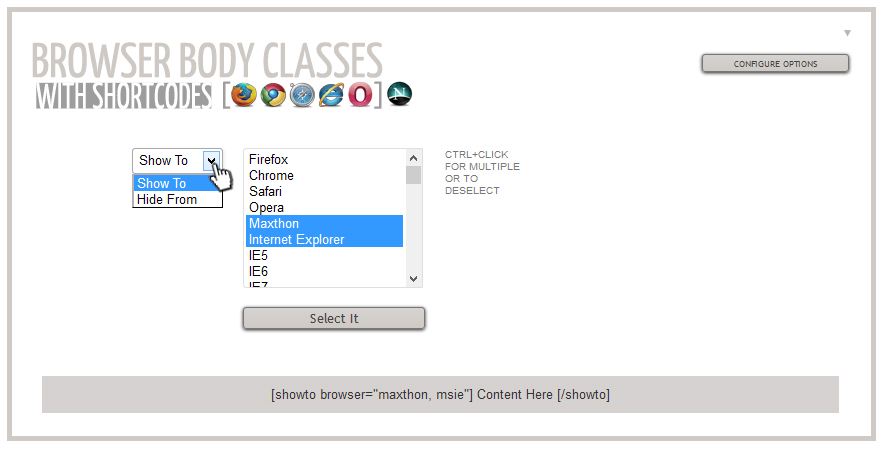 BROWSER BODY CLASSES
CONFIGURE OPTIONS
WITH SHORTCODES [ ]
Show To
Show To
Hide From
Firefox
Chrome
Safari
Opera
Maxthon
Internet Explorer
IE5
IE6
IE7
CTRL+CLICK
FOR MULTIPLE
OR TO
DESELECT
Select It
[showto browser="maxthon, msie"] Content Here [/showto]